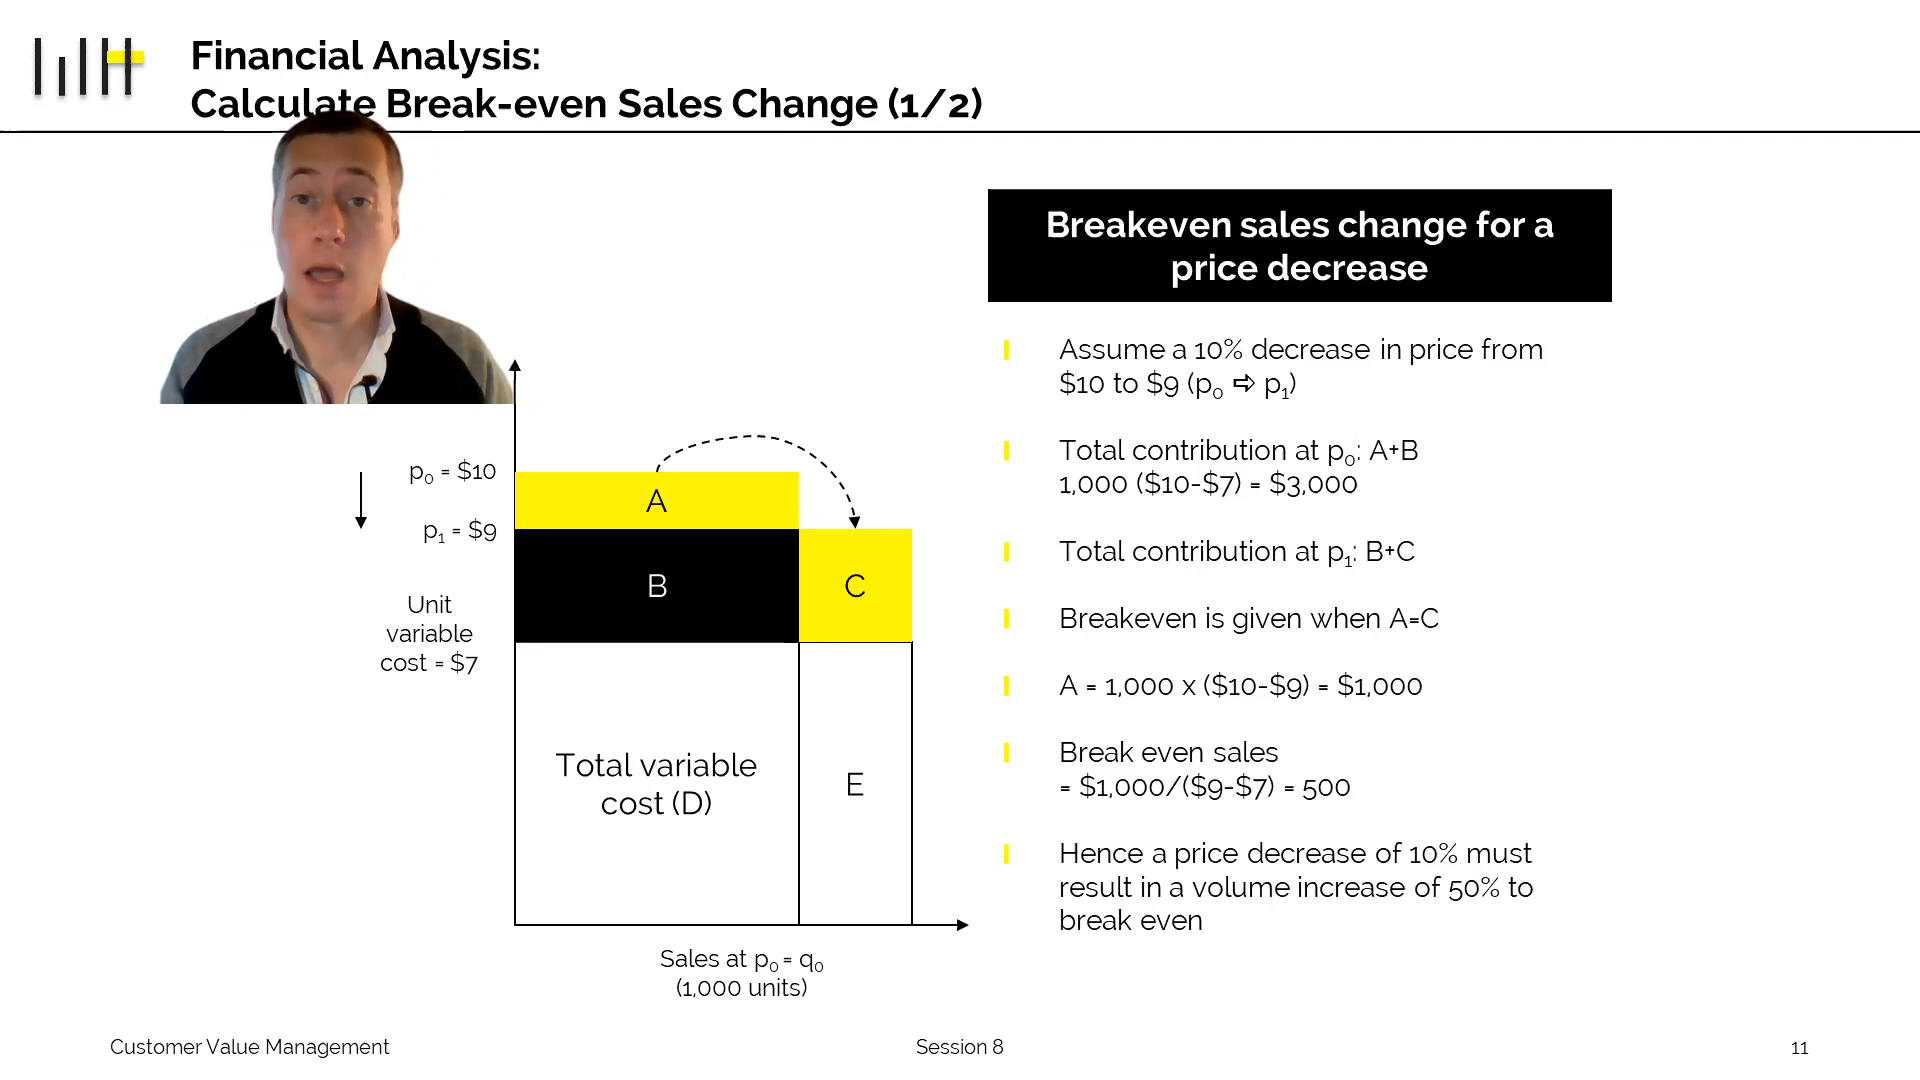 Financial Analysis:
Calculate Break-even Sales Change (1/2)
Breakeven sales change for a
price decrease
Assume a 10% decrease in price from
$10 to $9 (p₀ ⇨ p₁)
Total contribution at p₀: A+B
1,000 ($10-$7) = $3,000
Total contribution at p₁: B+C
Breakeven is given when A=C
A = 1,000 x ($10-$9) = $1,000
Break even sales
= $1,000/($9-$7) = 500
Hence a price decrease of 10% must
result in a volume increase of 50% to
break even
p₀ = $10
A
p₁ = $9
B
C
Unit
variable
cost = $7
Total variable
cost (D)
E
Sales at p₀ = q₀
(1,000 units)
Customer Value Management
Session 8
11